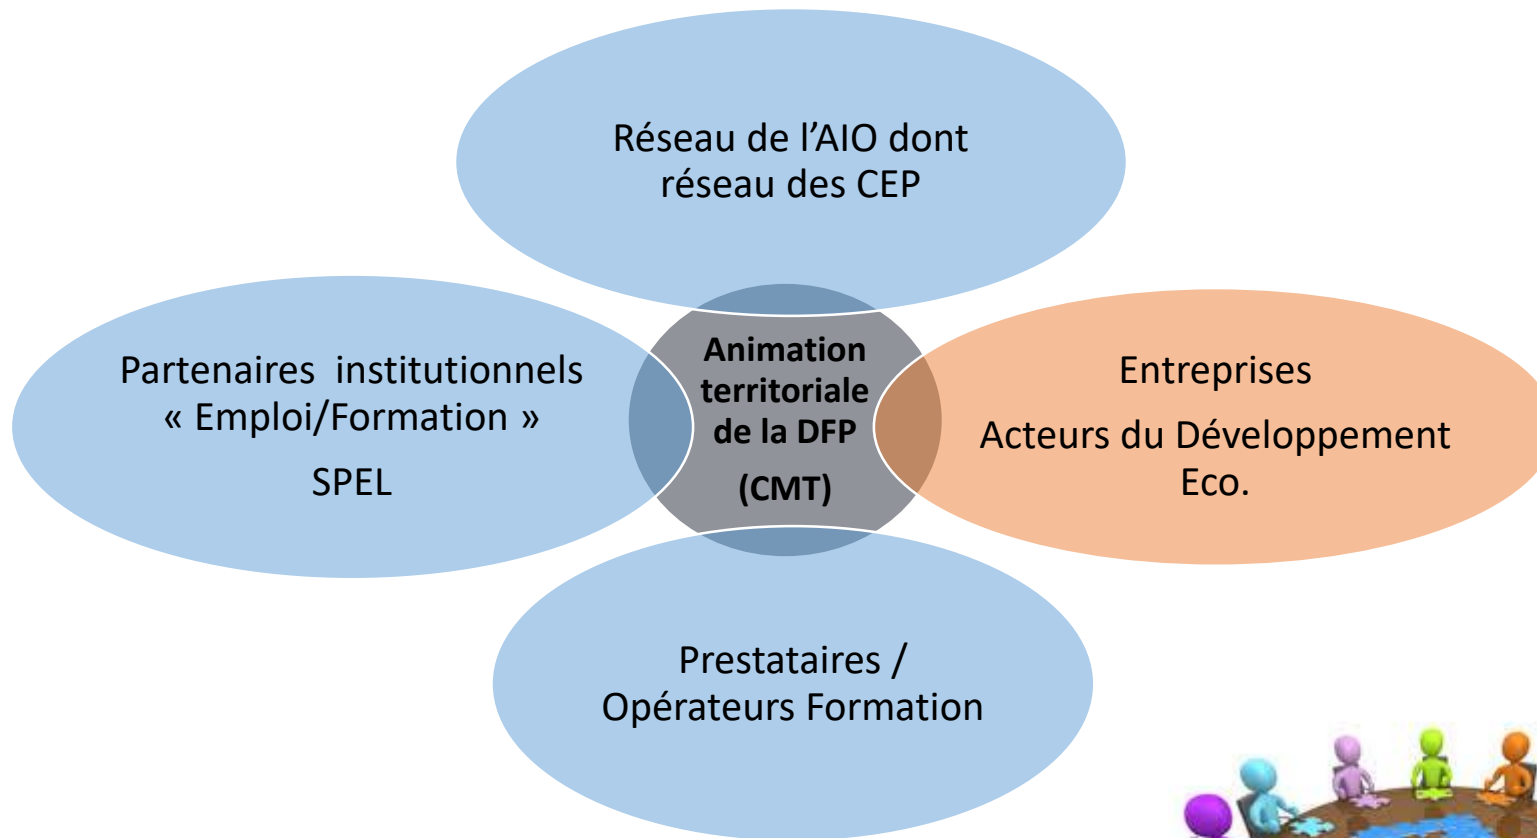 Réseau de l’AIO dont
réseau des CEP
Partenaires institutionnels
« Emploi/Formation »
SPEL
Animation
territoriale
de la DFP
(CMT)
Entreprises
Acteurs du Développement
Eco.
Prestataires /
Opérateurs Formation